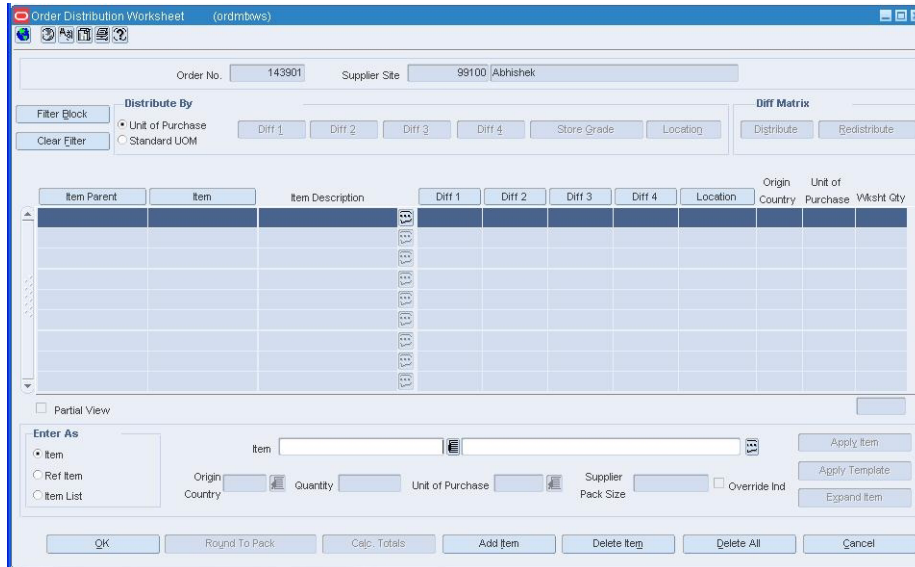 Order Distribution Worksheet (ordmtxws)
Order No. 143901 Supplier Site 99100 Abhishek
Filter Block
Clear Filter
Distribute By
Unit of Purchase
Standard UOM
Diff 1 Diff 2 Diff 3 Diff 4 Store Grade Location
Diff Matrix
Distribute Redistribute
Item Parent Item Item Description Diff 1 Diff 2 Diff 3 Diff 4 Location Origin Country Unit of Purchase Wksht Qty
Partial View
Enter As
Item
Ref Item
Item List
Item
Origin Country Quantity Unit of Purchase Supplier Pack Size Override Ind
Apply Item
Apply Template
Expand Item
OK Round To Pack Calc. Totals Add Item Delete Item Delete All Cancel